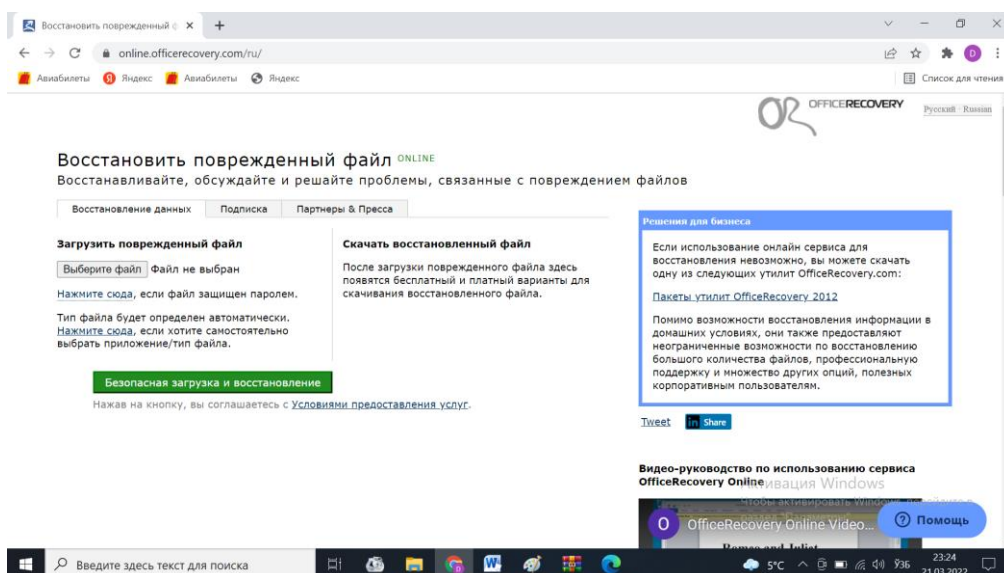 Восстановить поврежденный ф
online.officerecovery.com/ru/
D
Авиабилеты Яндекс Авиабилеты Яндекс
Список для чтения
OR OFFICERECOVERY
Русский · Russian
Восстановить поврежденный файл ONLINE
Восстанавливайте, обсуждайте и решайте проблемы, связанные с повреждением файлов
Восстановление данных Подписка Партнеры & Пресса
Загрузить поврежденный файл
Выберите файл Файл не выбран
Нажмите сюда, если файл защищен паролем.
Тип файла будет определен автоматически.
Нажмите сюда, если хотите самостоятельно
выбрать приложение/тип файла.
Скачать восстановленный файл
После загрузки поврежденного файла здесь
появятся бесплатный и платный варианты для
скачивания восстановленного файла.
Безопасная загрузка и восстановление
Нажав на кнопку, вы соглашаетесь с Условиями предоставления услуг.
Решения для бизнеса
Если использование онлайн сервиса для
восстановления невозможно, вы можете скачать
одну из следующих утилит OfficeRecovery.com:
Пакеты утилит OfficeRecovery 2012
Помимо возможности восстановления информации в
домашних условиях, они также предоставляют
неограниченные возможности по восстановлению
большого количества файлов, профессиональную
поддержку и множество других опций, полезных
корпоративным пользователям.
Tweet in Share
Видео-руководство по использованию сервиса
OfficeRecovery Online
Активация Windows
Чтобы активировать Windows,
O OfficeRecovery Online Video...
Romeo and Juliet
Помощь
Введите здесь текст для поиска
5°C
23:24
21.03.2022